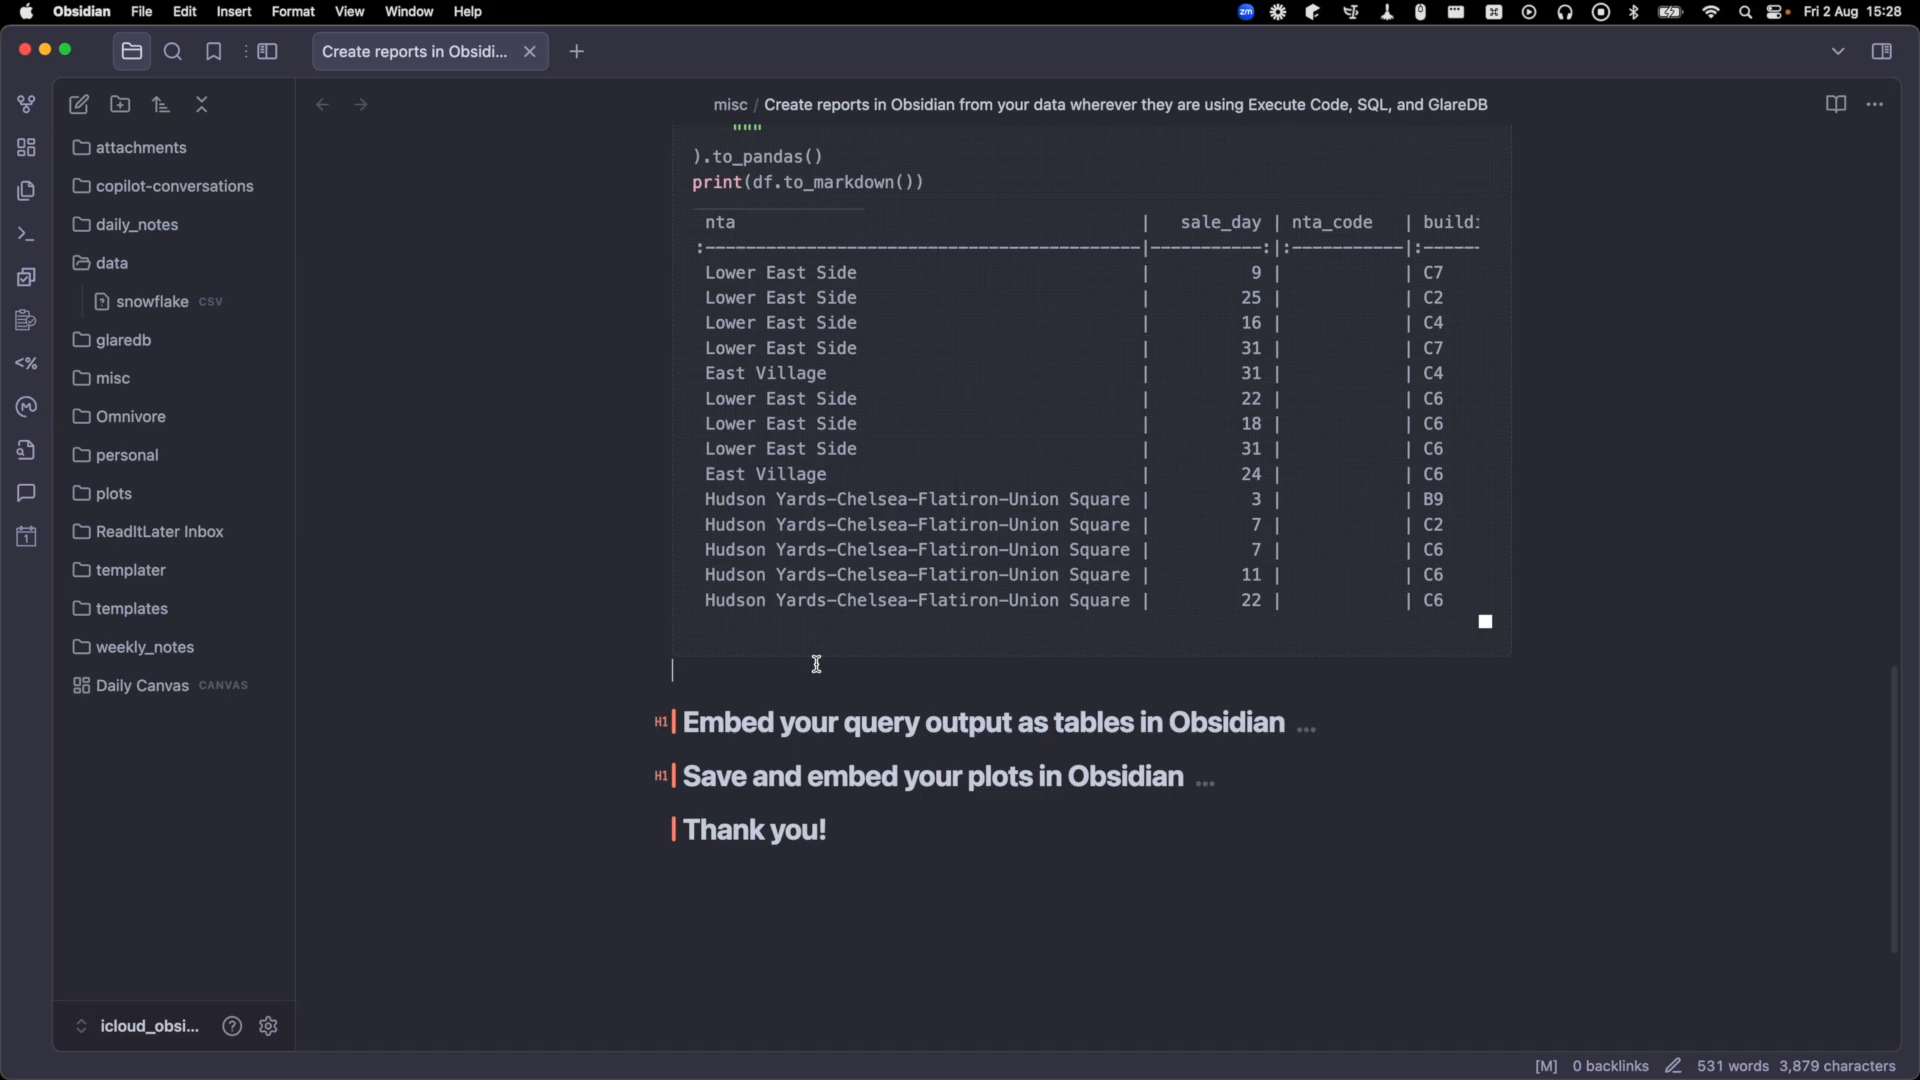 Obsidian File Edit Insert Format View Window Help
zm Fri 2 Aug 15:28
Create reports in Obsidi...
misc / Create reports in Obsidian from your data wherever they are using Execute Code, SQL, and GlareDB
attachments
copilot-conversations
daily_notes
data
snowflake CSV
glaredb
misc
Omnivore
personal
plots
ReadItLater Inbox
templater
templates
weekly_notes
Daily Canvas CANVAS
icloud_obsi...
"""
).to_pandas()
print(df.to_markdown())
nta | sale_day | nta_code |
:------------------------------------------|-----------:|:-----------|:------
Lower East Side | 9 | | C7
Lower East Side | 25 | | C2
Lower East Side | 16 | | C4
Lower East Side | 31 | | C7
East Village | 31 | | C4
Lower East Side | 22 | | C6
Lower East Side | 18 | | C6
Lower East Side | 31 | | C6
East Village | 24 | | C6
Hudson Yards-Chelsea-Flatiron-Union Square | 3 | | B9
Hudson Yards-Chelsea-Flatiron-Union Square | 7 | | C2
Hudson Yards-Chelsea-Flatiron-Union Square | 7 | | C6
Hudson Yards-Chelsea-Flatiron-Union Square | 11 | | C6
Hudson Yards-Chelsea-Flatiron-Union Square | 22 | | C6
H1 Embed your query output as tables in Obsidian ...
H1 Save and embed your plots in Obsidian ...
Thank you!
[M] 0 backlinks 531 words 3,879 characters